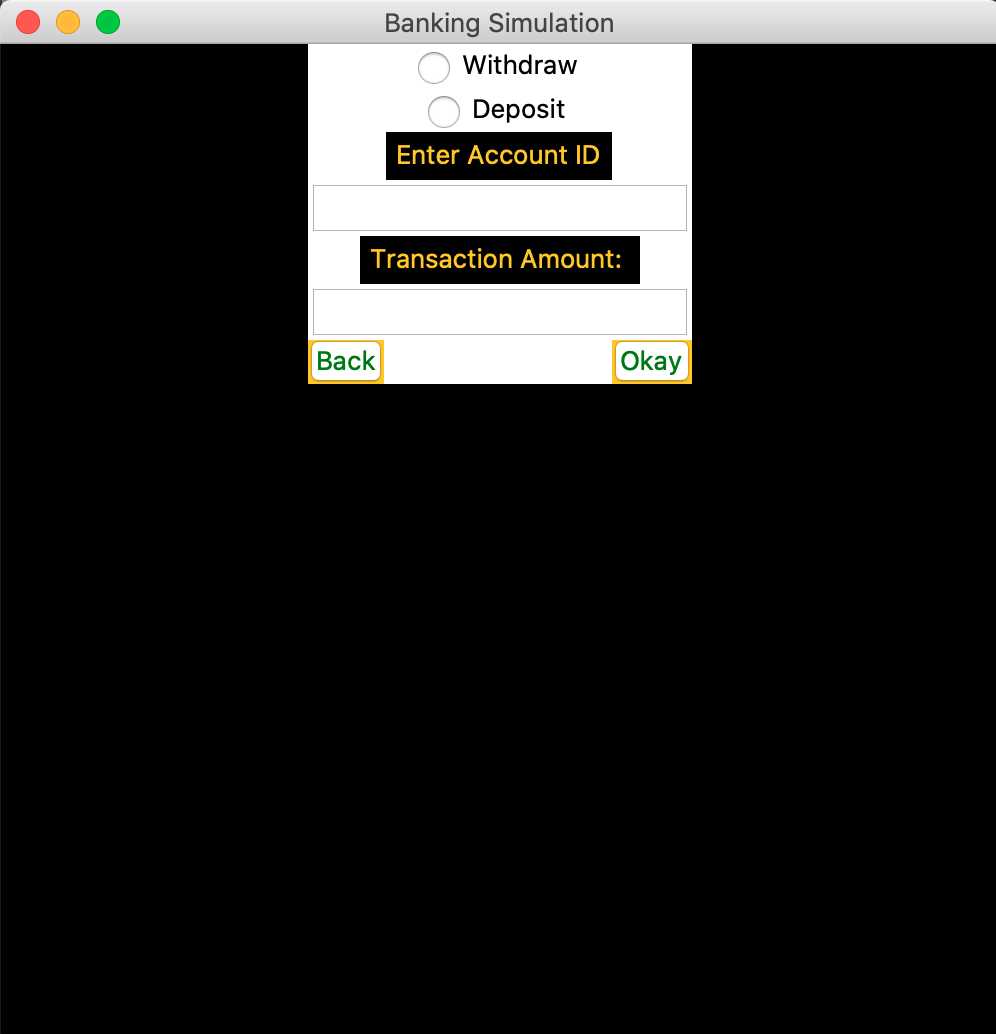 Banking Simulation
Withdraw
Deposit
Enter Account ID
Transaction Amount:
Back Okay